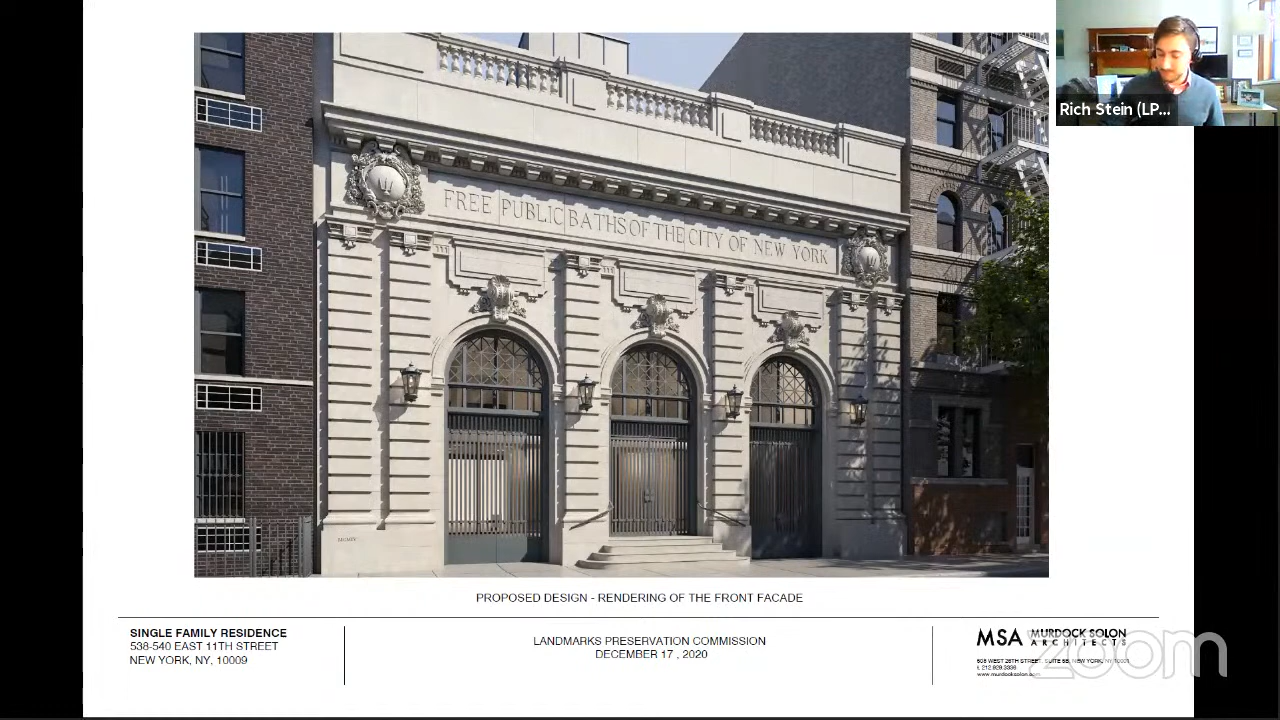 Rich Stein (LP...
FREE PUBLIC BATHS OF THE CITY OF NEW YORK
PROPOSED DESIGN - RENDERING OF THE FRONT FACADE
SINGLE FAMILY RESIDENCE
538-540 EAST 11TH STREET
NEW YORK, NY, 10009
LANDMARKS PRESERVATION COMMISSION
DECEMBER 17 , 2020
MSA MURDOCK SOLON
ARCHITECTS
zoom